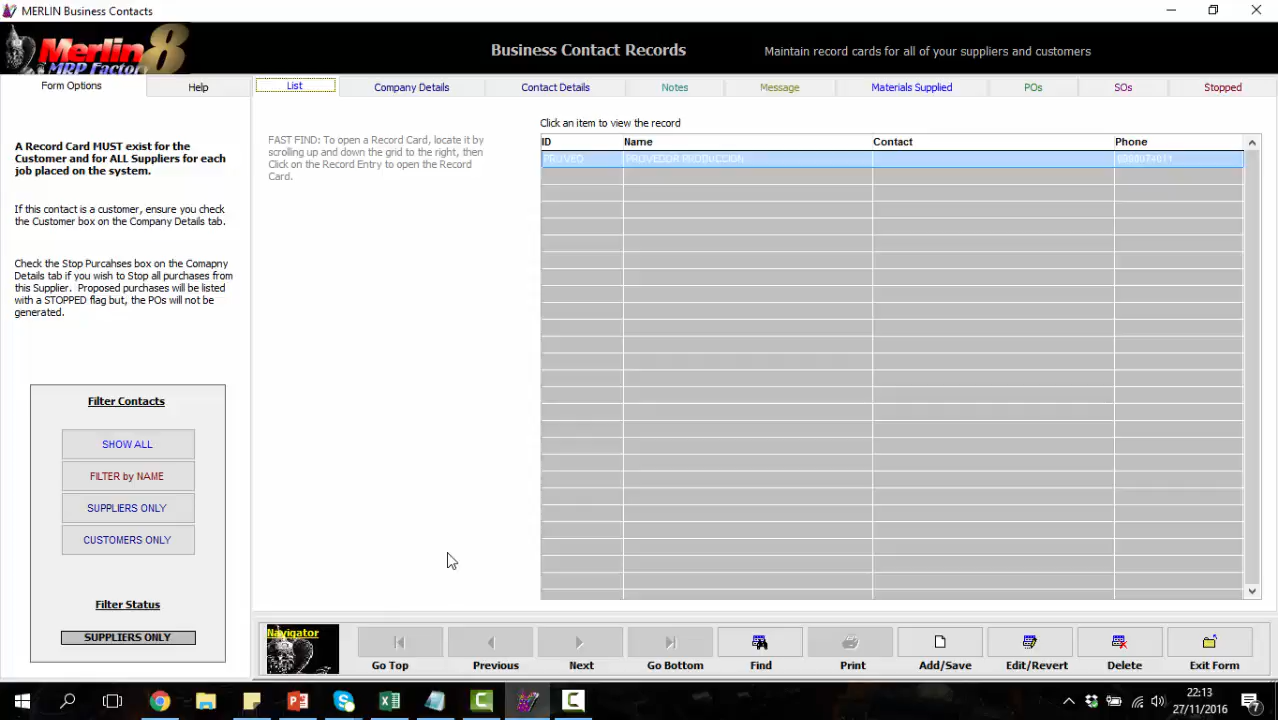 MERLIN Business Contacts
Merlin 8
MRP Factory
Business Contact Records
Maintain record cards for all of your suppliers and customers
Form Options
Help
List
Company Details
Contact Details
Notes
Message
Materials Supplied
POs
SOs
Stopped
A Record Card MUST exist for the
Customer and for ALL Suppliers for each
job placed on the system.
If this contact is a customer, ensure you check
the Customer box on the Company Details tab.
Check the Stop Purcahses box on the Comapny
Details tab if you wish to Stop all purchases from
this Supplier. Proposed purchases will be listed
with a STOPPED flag but, the POs will not be
generated.
Filter Contacts
SHOW ALL
FILTER by NAME
SUPPLIERS ONLY
CUSTOMERS ONLY
Filter Status
SUPPLIERS ONLY
FAST FIND: To open a Record Card, locate it by
scrolling up and down the grid to the right, then
Click on the Record Entry to open the Record
Card.
Click an item to view the record
ID Name Contact Phone
PRUVEO PRUVEDOR PRODUCCION
Navigator
Go Top
Previous
Next
Go Bottom
Find
Print
Add/Save
Edit/Revert
Delete
Exit Form
22:13
27/11/2016
7